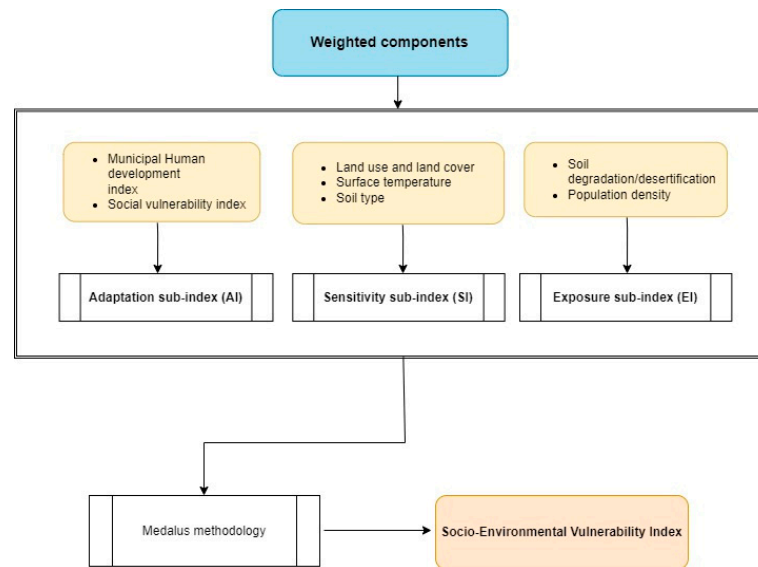 Weighted components
Municipal Human
development
index
Social vulnerability index
Land use and land cover
Surface temperature
Soil type
Soil
degradation/desertification
Population density
Adaptation sub-index (AI)
Sensitivity sub-index (SI)
Exposure sub-index (EI)
Medalus methodology
Socio-Environmental Vulnerability Index